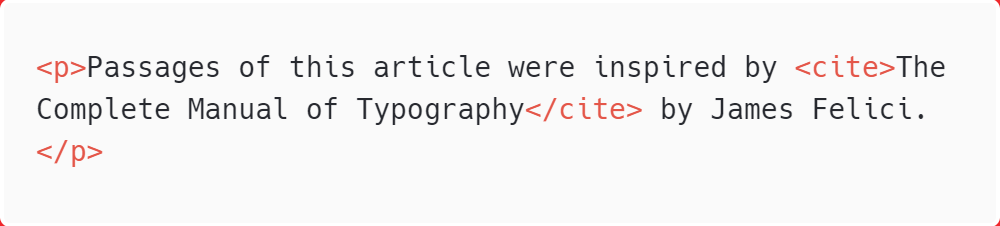 <p>Passages of this article were inspired by <cite>The
Complete Manual of Typography</cite> by James Felici.
</p>